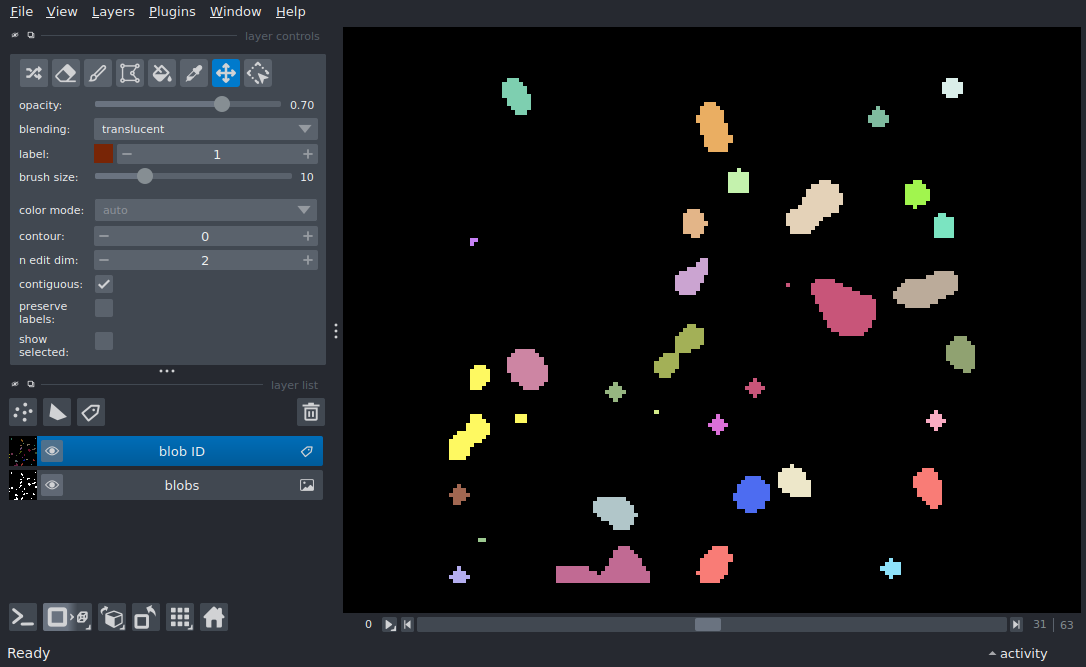 File View Layers Plugins Window Help
layer controls
opacity: 0.70
blending: translucent
label: 1
brush size: 10
color mode: auto
contour: 0
n edit dim: 2
contiguous:
preserve
labels:
show
selected:
layer list
blob ID
blobs
0 31 63
Ready activity